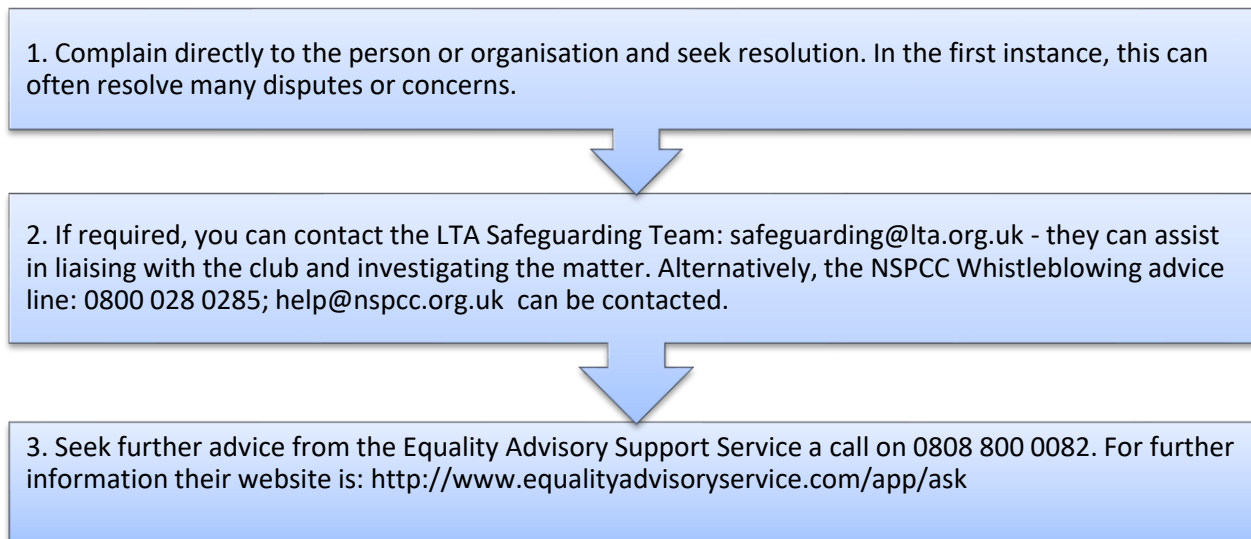 1. Complain directly to the person or organisation and seek resolution. In the first instance, this can
often resolve many disputes or concerns.
2. If required, you can contact the LTA Safeguarding Team: safeguarding@lta.org.uk - they can assist
in liaising with the club and investigating the matter. Alternatively, the NSPCC Whistleblowing advice
line: 0800 028 0285; help@nspcc.org.uk  can be contacted.
3. Seek further advice from the Equality Advisory Support Service a call on 0808 800 0082. For further
information their website is: http://www.equalityadvisoryservice.com/app/ask